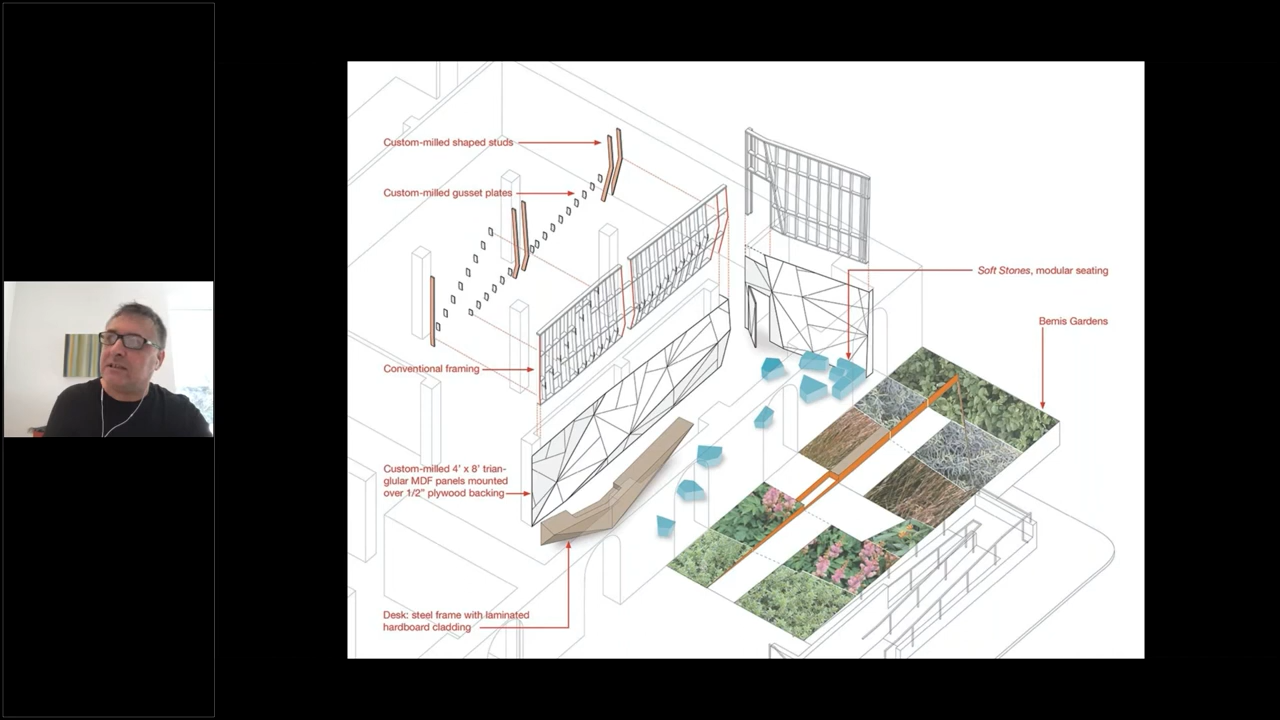 Custom-milled shaped studs
Custom-milled gusset plates
Soft Stones, modular seating
Bemis Gardens
Conventional framing
Custom-milled 4' x 8' trian-
glular MDF panels mounted
over 1/2" plywood backing
Desk: steel frame with laminated
hardboard cladding